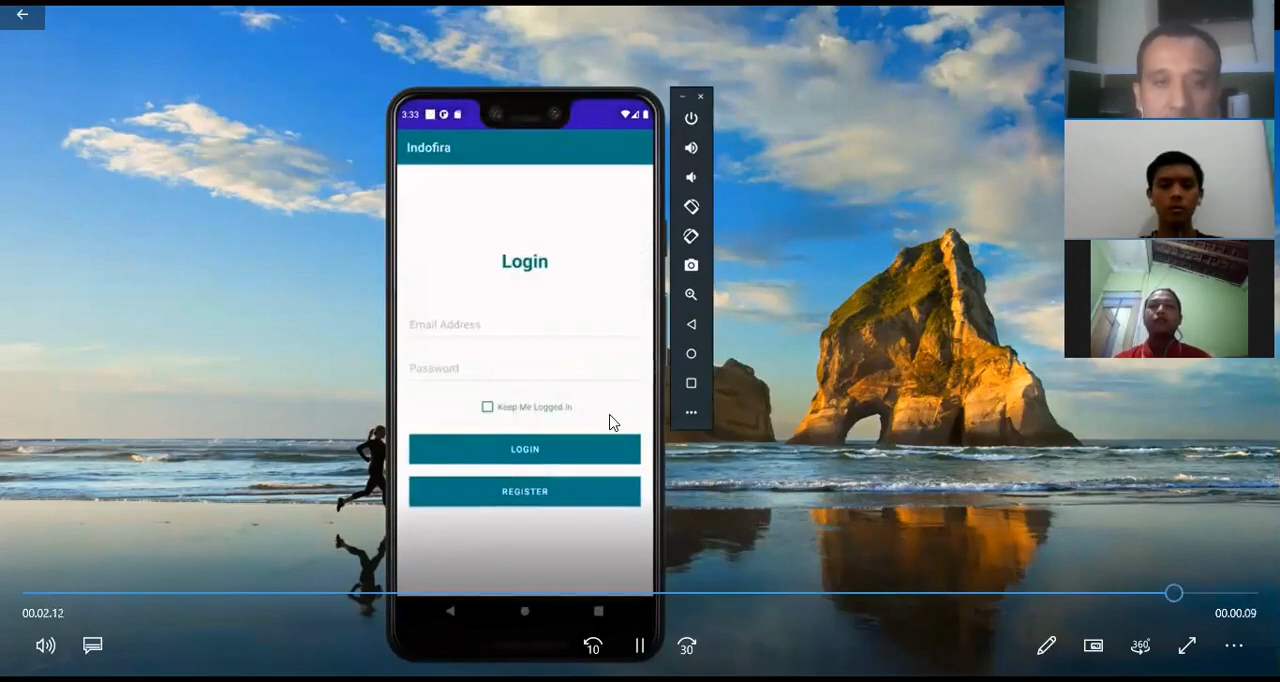 3:33
Indofira
Login
Email Address
Password
Keep Me Logged in
LOGIN
REGISTER
00.02.12
00.00.09
10
30
360°